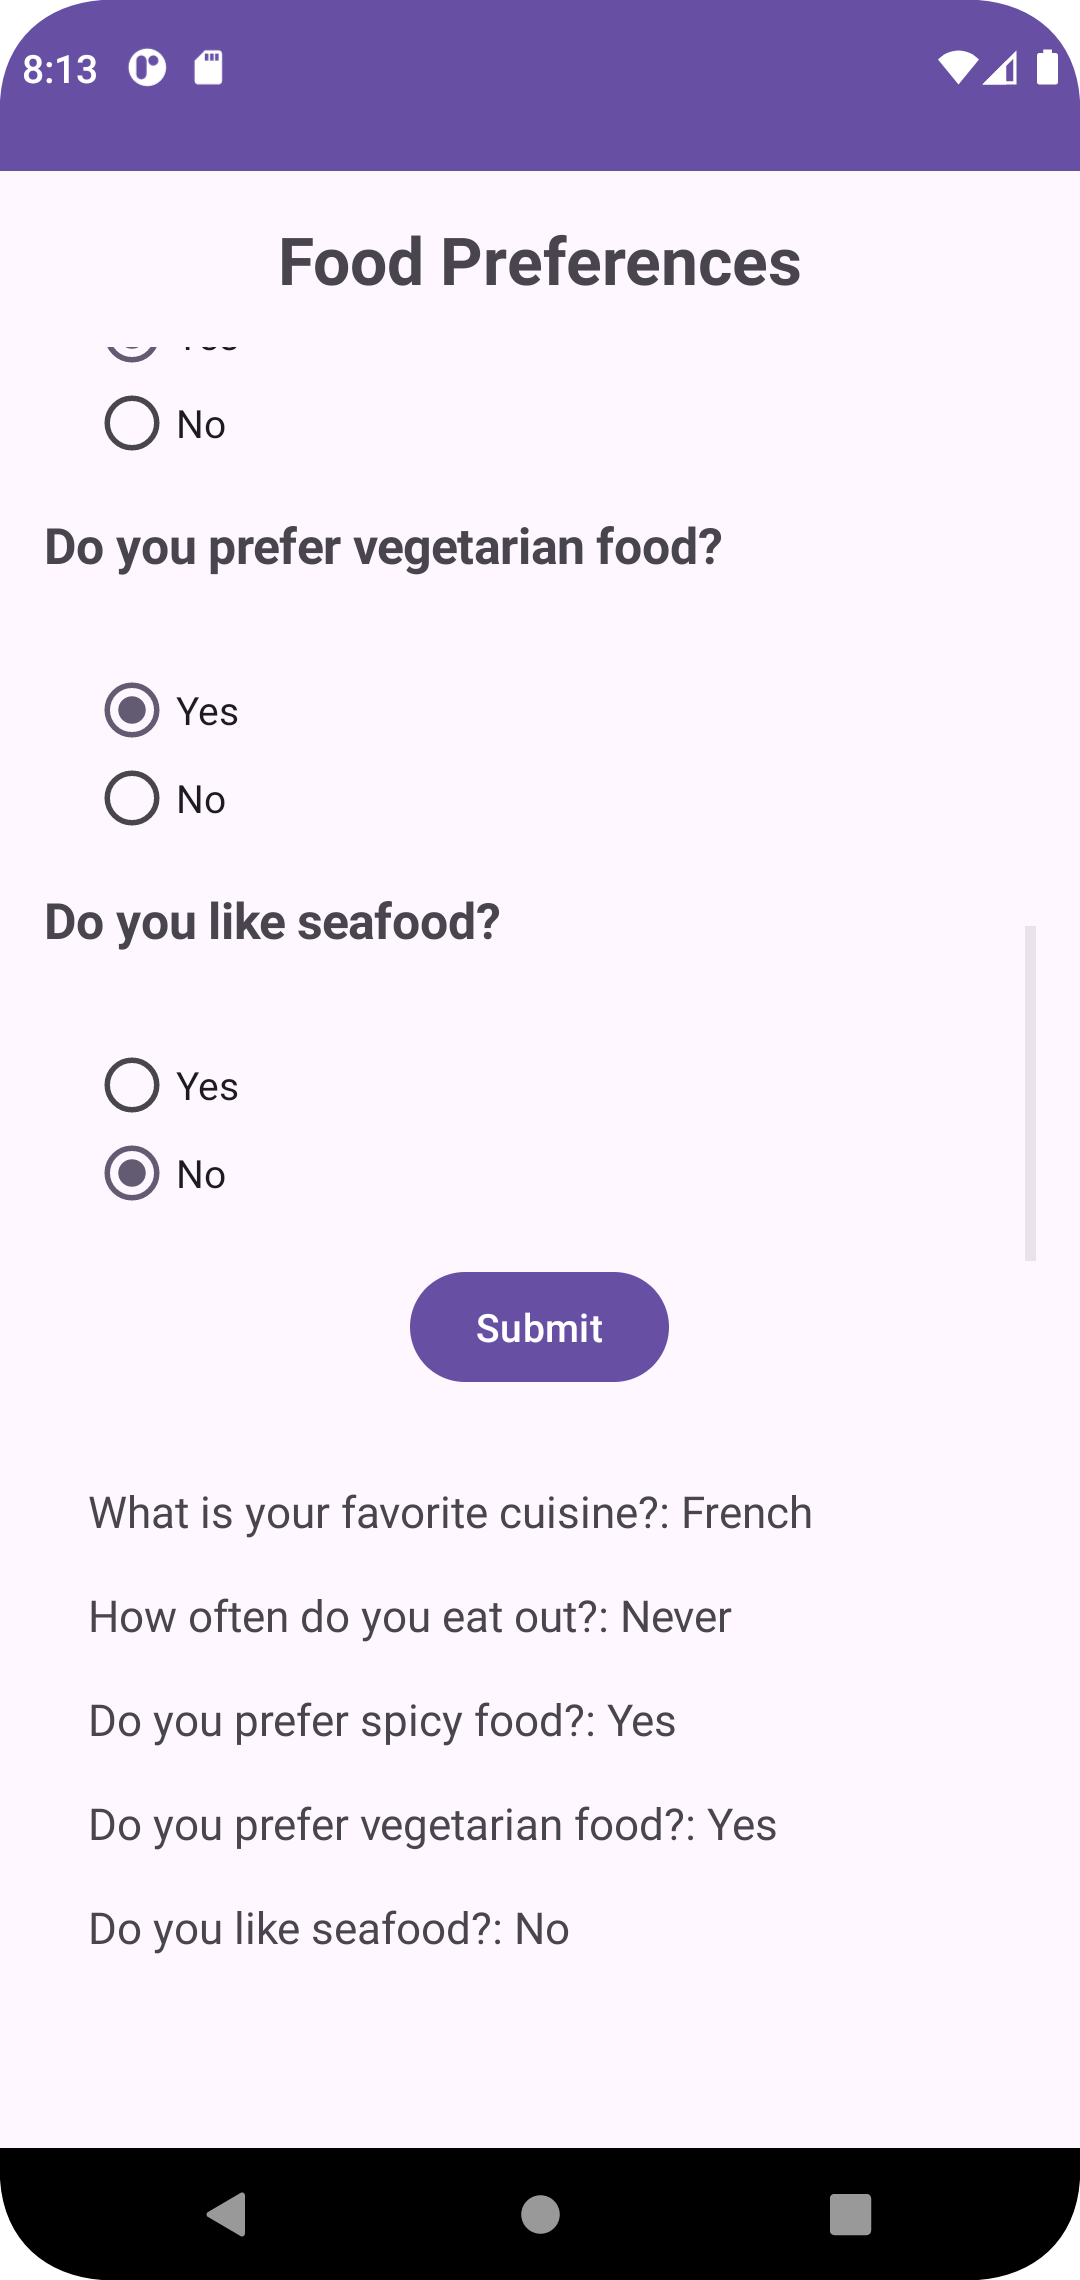 8:13
Food Preferences
Yes
No
Do you prefer vegetarian food?
Yes
No
Do you like seafood?
Yes
No
Submit
What is your favorite cuisine?: French
How often do you eat out?: Never
Do you prefer spicy food?: Yes
Do you prefer vegetarian food?: Yes
Do you like seafood?: No